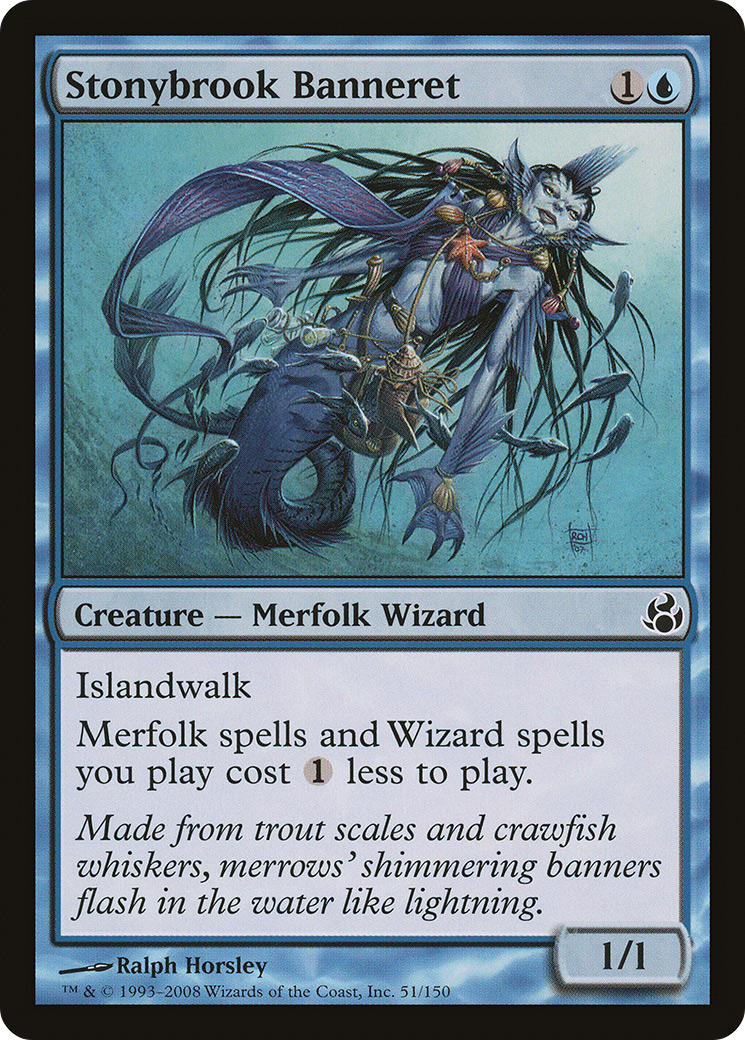 Stonybrook Banneret 1
RCH
'07
Creature — Merfolk Wizard
Islandwalk
Merfolk spells and Wizard spells
you play cost 1 less to play.
Made from trout scales and crawfish
whiskers, merrows' shimmering banners
flash in the water like lightning.
1/1
Ralph Horsley
™ & © 1993–2008 Wizards of the Coast, Inc. 51/150